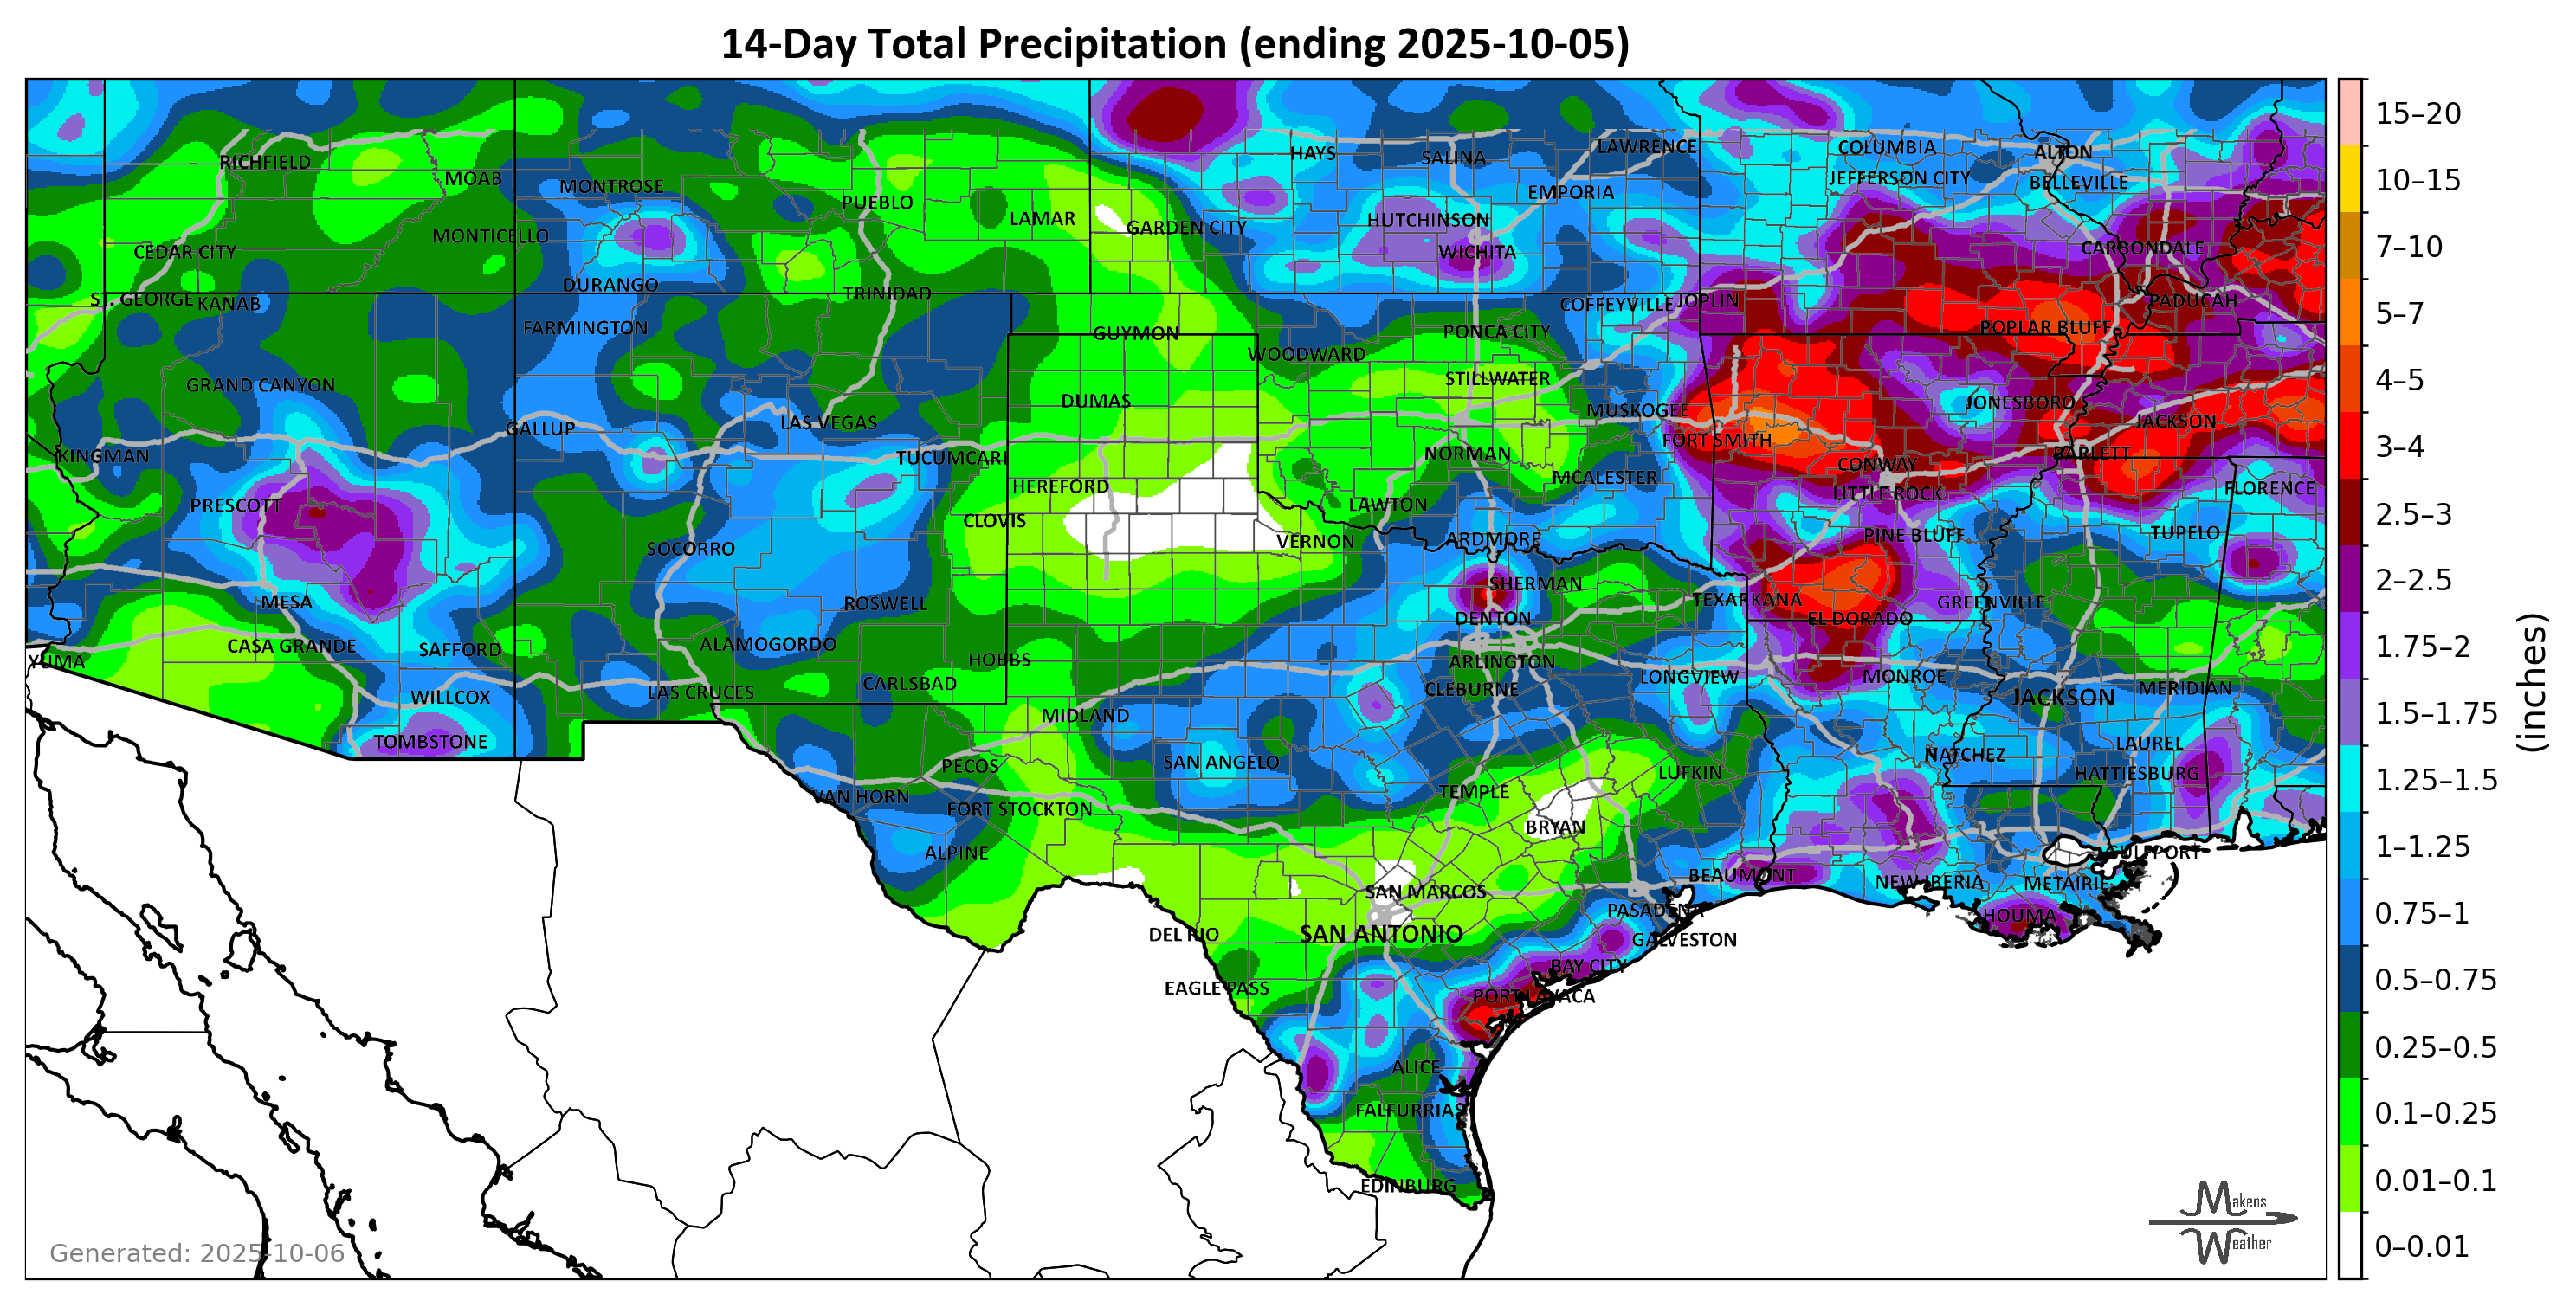 14-Day Total Precipitation (ending 2025-10-05)
RICHFIELD
MOAB
MONTROSE
PUEBLO
LAMAR
GARDEN CITY
HAYS
SALINA
LAWRENCE
EMPORIA
HUTCHINSON
WICHITA
COLUMBIA
JEFFERSON CITY
ALTON
BELLEVILLE
CEDAR CITY
MONTICELLO
DURANGO
TRINIDAD
CARBONDALE
ST. GEORGE
KANAB
FARMINGTON
GUYMON
WOODWARD
PONCA CITY
COFFEYVILLE
JOPLIN
POPLAR BLUFF
PADUCAH
GRAND CANYON
DUMAS
STILLWATER
MUSKOGEE
JONESBORO
JACKSON
KINGMAN
GALLUP
LAS VEGAS
TUCUMCARI
NORMAN
FORT SMITH
CONWAY
BARLETT
PRESCOTT
HEREFORD
CLOVIS
LAWTON
MCALESTER
LITTLE ROCK
FLORENCE
SOCORRO
VERNON
ARDMORE
PINE BLUFF
TUPELO
MESA
ROSWELL
SHERMAN
DENTON
TEXARKANA
EL DORADO
GREENVILLE
YUMA
CASA GRANDE
SAFFORD
ALAMOGORDO
HOBBS
ARLINGTON
CLEBURNE
LONGVIEW
MONROE
JACKSON
MERIDIAN
WILLCOX
LAS CRUCES
CARLSBAD
MIDLAND
TOMBSTONE
PECOS
SAN ANGELO
LUFKIN
NATCHEZ
LAUREL
HATTIESBURG
VAN HORN
FORT STOCKTON
TEMPLE
BRYAN
ALPINE
SAN MARCOS
BEAUMONT
NEW IBERIA
METAIRIE
GULFPORT
DEL RIO
SAN ANTONIO
PASADENA
GALVESTON
HOUMA
EAGLE PASS
BAY CITY
PORT LAVACA
ALICE
FALFURRIAS
EDINBURG
Generated: 2025-10-06
Makens
Weather
15–20
10–15
7–10
5–7
4–5
3–4
2.5–3
2–2.5
1.75–2
1.5–1.75
1.25–1.5
1–1.25
0.75–1
0.5–0.75
0.25–0.5
0.1–0.25
0.01–0.1
0–0.01
(inches)